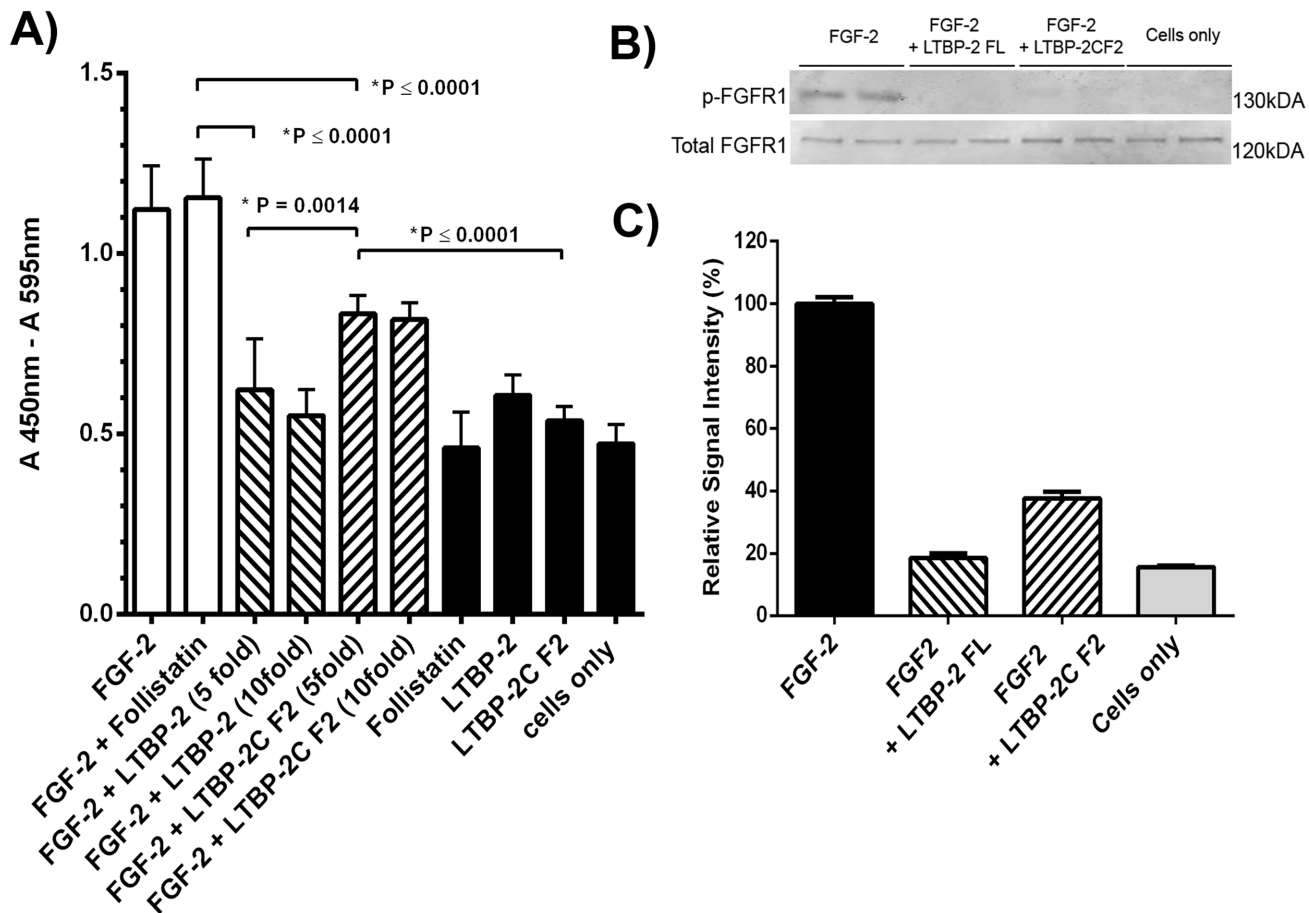 A)
A 450nm - A 595nm
1.5
1.0
0.5
0.0
*P ≤ 0.0001
*P ≤ 0.0001
* P = 0.0014
*P ≤ 0.0001
FGF-2
FGF-2 + Follistatin
FGF-2 + LTBP-2 (5 fold)
FGF-2 + LTBP-2 (10fold)
FGF-2 + LTBP-2C F2 (5fold)
FGF-2 + LTBP-2C F2 (10fold)
Follistatin
LTBP-2
LTBP-2C F2
cells only
B)
FGF-2
FGF-2
+ LTBP-2 FL
FGF-2
+ LTBP-2CF2
Cells only
p-FGFR1
130kDA
Total FGFR1
120kDA
C)
Relative Signal Intensity (%)
120
100
80
60
40
20
0
FGF-2
FGF2
+ LTBP-2 FL
FGF2
+ LTBP-2C F2
Cells only